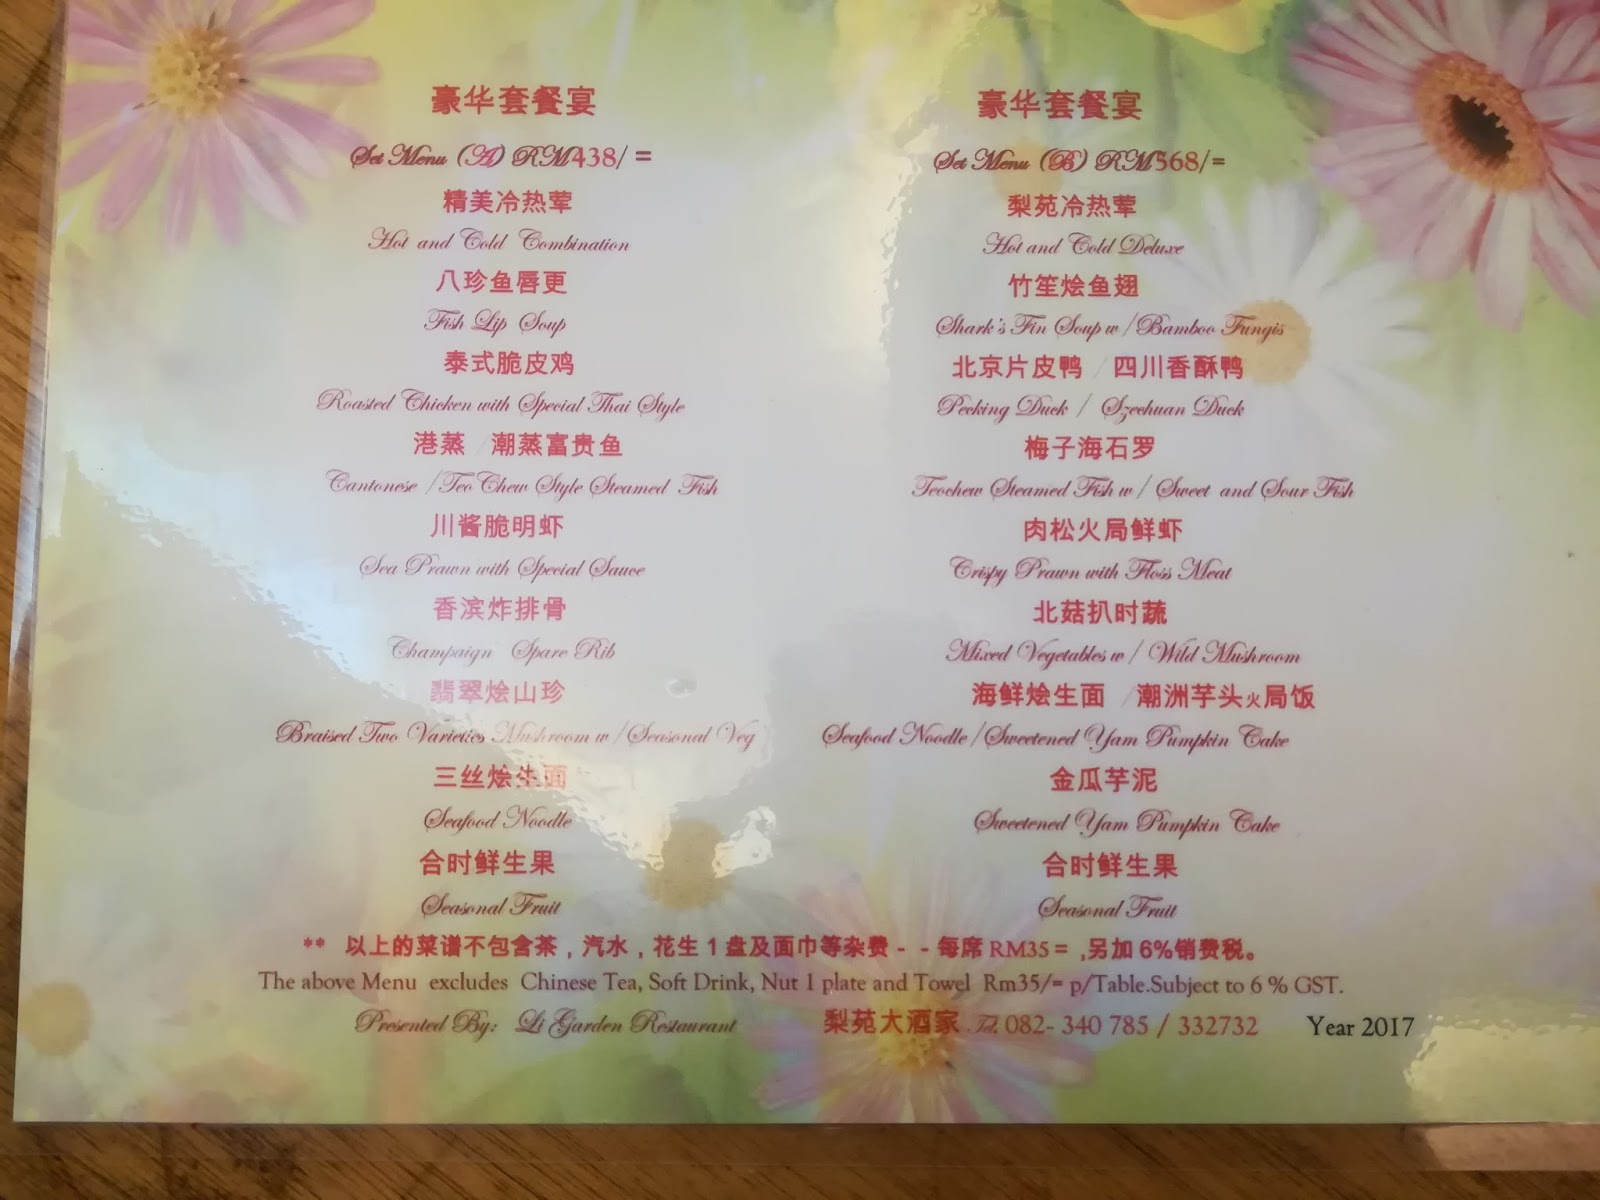 豪华套餐宴
Set Menu (A) RM438/ =
精美冷热荤
Hot and Cold Combination
八珍鱼唇更
Fish Lip Soup
泰式脆皮鸡
Roasted Chicken with Special Thai Style
港蒸 / 潮蒸富贵鱼
Cantonese / TeoChew Style Steamed Fish
川酱脆明虾
Sea Prawn with Special Sauce
香滨炸排骨
Champaign Spare Rib
翡翠烩山珍
Braised Two Varieties Mushroom w / Seasonal Veg
三丝烩生面
Seafood Noodle
合时鲜生果
Seasonal Fruit
豪华套餐宴
Set Menu (B) RM568/=
梨苑冷热荤
Hot and Cold Deluxe
竹笙烩鱼翅
Shark's Fin Soup w / Bamboo Fungis
北京片皮鸭 / 四川香酥鸭
Pecking Duck / Szechuan Duck
梅子海石罗
Teochew Steamed Fish w / Sweet and Sour Fish
肉松火局鲜虾
Crispy Prawn with Floss Meat
北菇扒时蔬
Mixed Vegetables w / Wild Mushroom
海鲜烩生面 / 潮洲芋头火局饭
Seafood Noodle / Sweetened Yam Pumpkin Cake
金瓜芋泥
Sweetened Yam Pumpkin Cake
合时鲜生果
Seasonal Fruit
** 以上的菜谱不包含茶，汽水，花生 1 盘及面巾等杂费 - - 每席 RM35 = ,另加 6%销费税。
The above Menu excludes Chinese Tea, Soft Drink, Nut 1 plate and Towel Rm35/= p/Table.Subject to 6 % GST.
Presented By: Li Garden Restaurant 梨苑大酒家 . ☏ 082- 340 785 / 332732 Year 2017